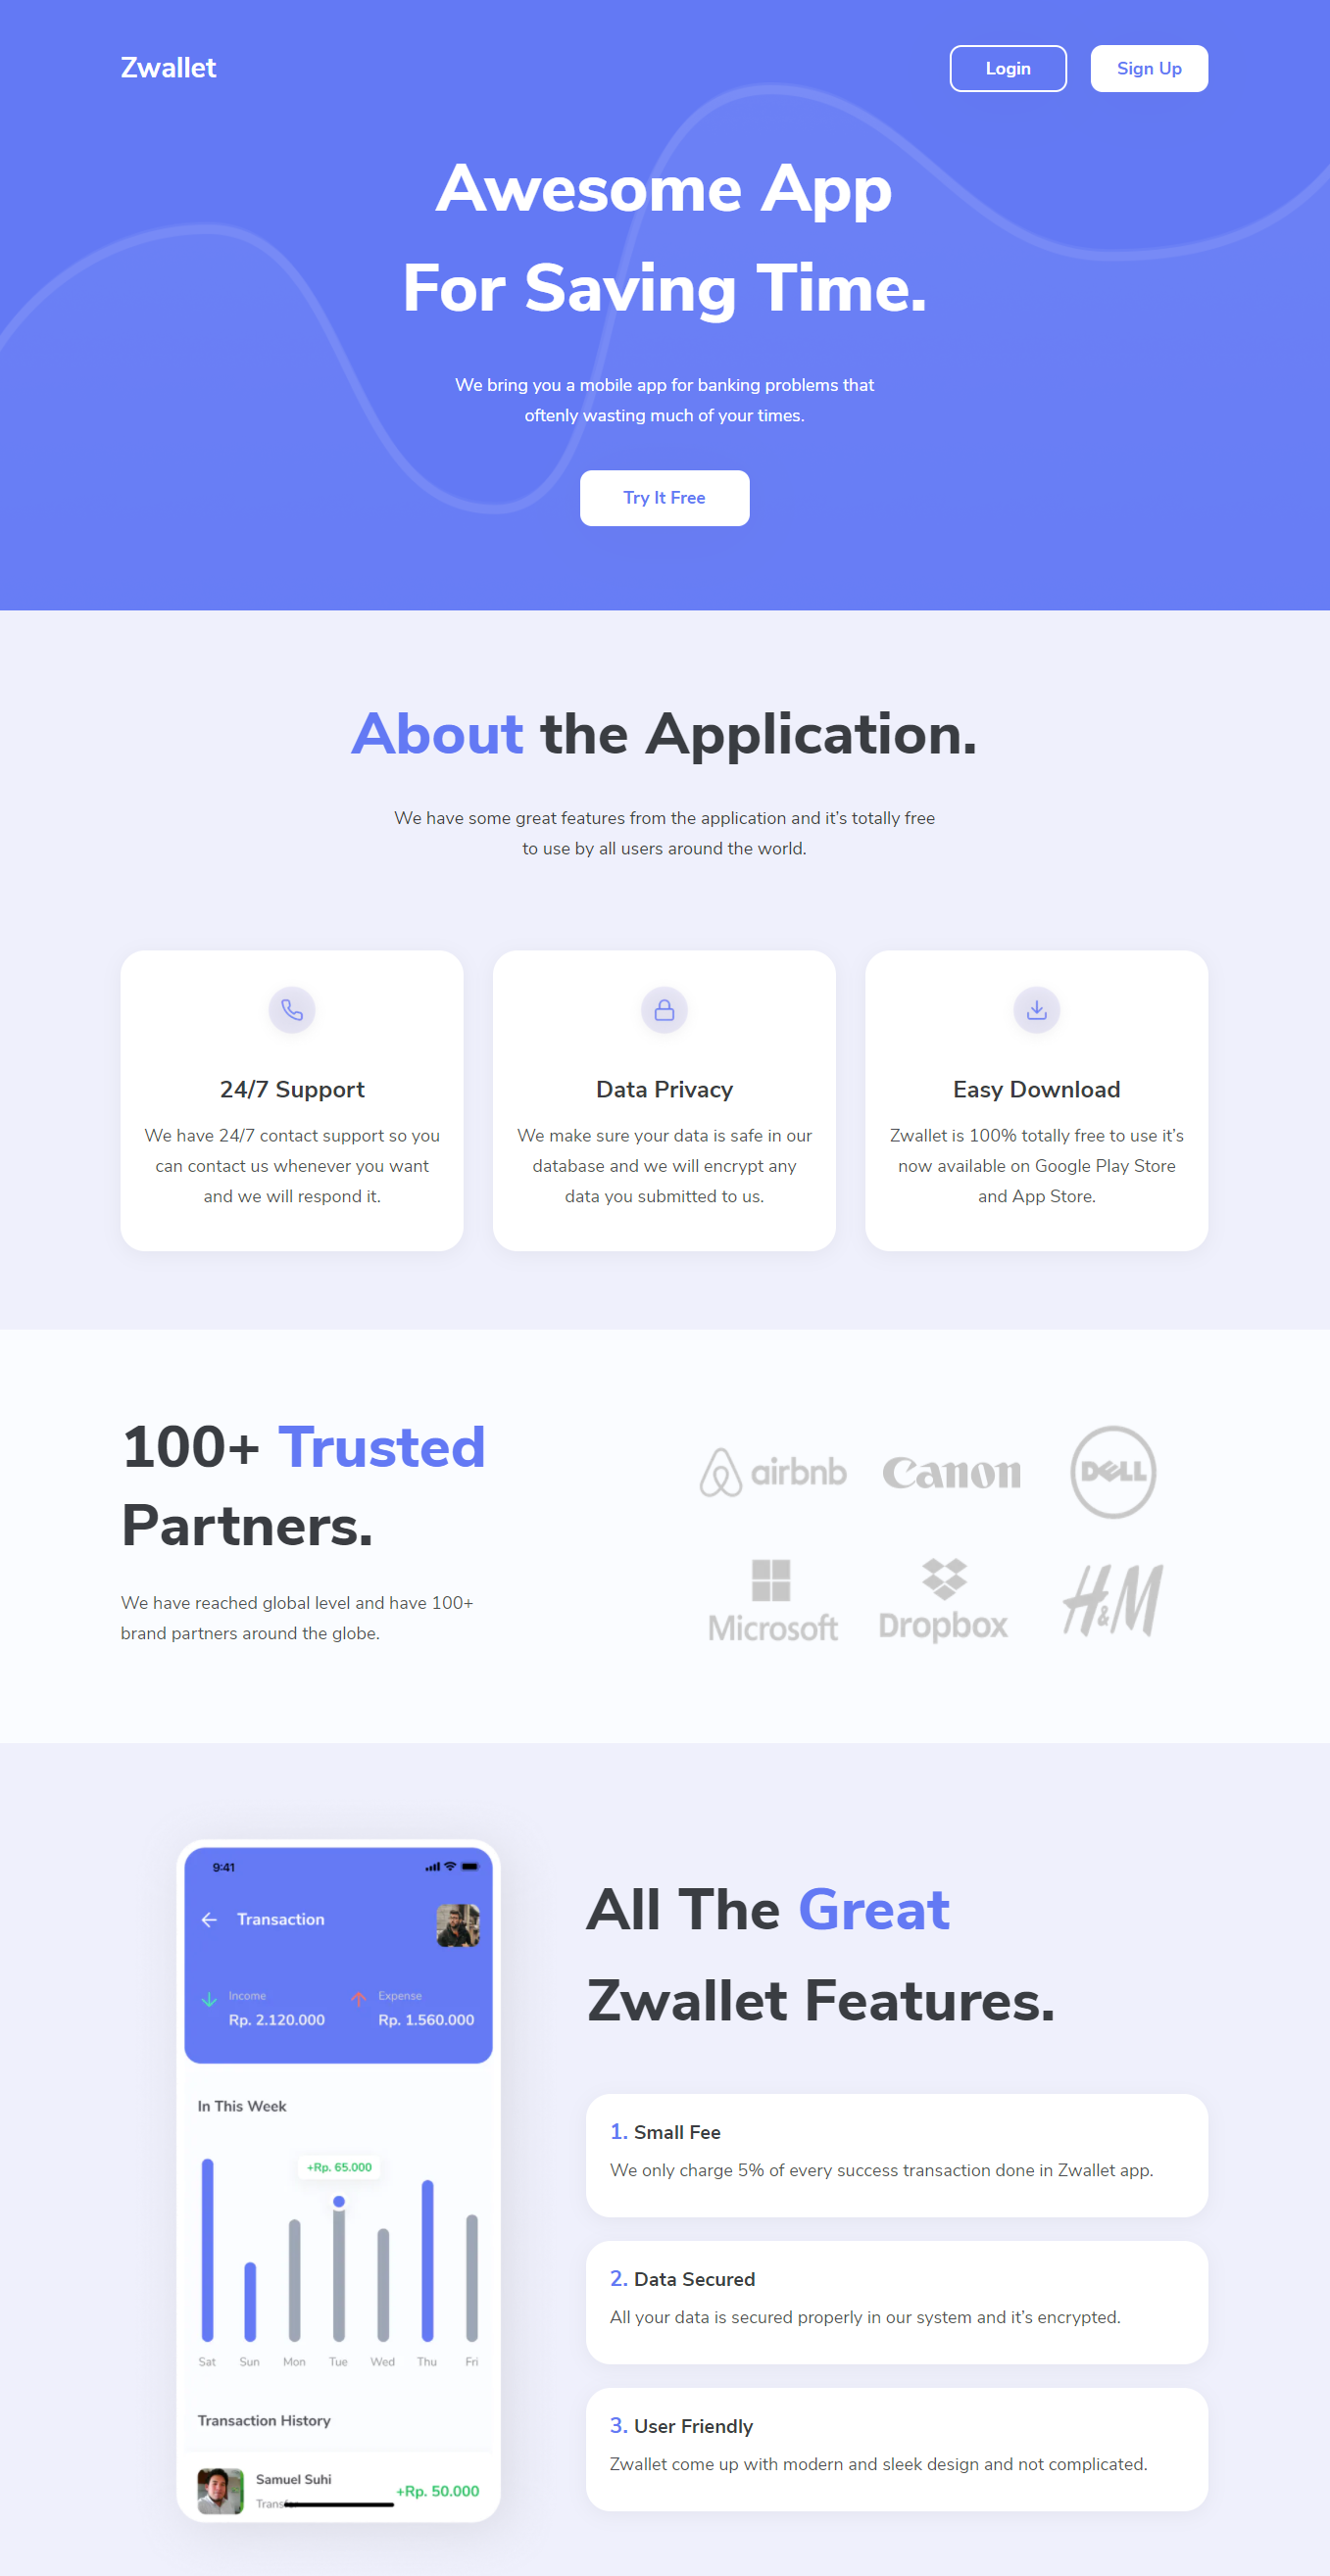 Zwallet
Login
Sign Up
Awesome App
For Saving Time.
We bring you a mobile app for banking problems that
oftenly wasting much of your times.
Try It Free
About the Application.
We have some great features from the application and it’s totally free
to use by all users around the world.
24/7 Support
We have 24/7 contact support so you
can contact us whenever you want
and we will respond it.
Data Privacy
We make sure your data is safe in our
database and we will encrypt any
data you submitted to us.
Easy Download
Zwallet is 100% totally free to use it’s
now available on Google Play Store
and App Store.
100+ Trusted
Partners.
We have reached global level and have 100+
brand partners around the globe.
airbnb
Canon
DELL
Microsoft
Dropbox
H&M
9:41
Transaction
Income
Rp. 2.120.000
Expense
Rp. 1.560.000
In This Week
+Rp. 65.000
Sat Sun Mon Tue Wed Thu Fri
Transaction History
Samuel Suhi
+Rp. 50.000
All The Great
Zwallet Features.
1. Small Fee
We only charge 5% of every success transaction done in Zwallet app.
2. Data Secured
All your data is secured properly in our system and it’s encrypted.
3. User Friendly
Zwallet come up with modern and sleek design and not complicated.